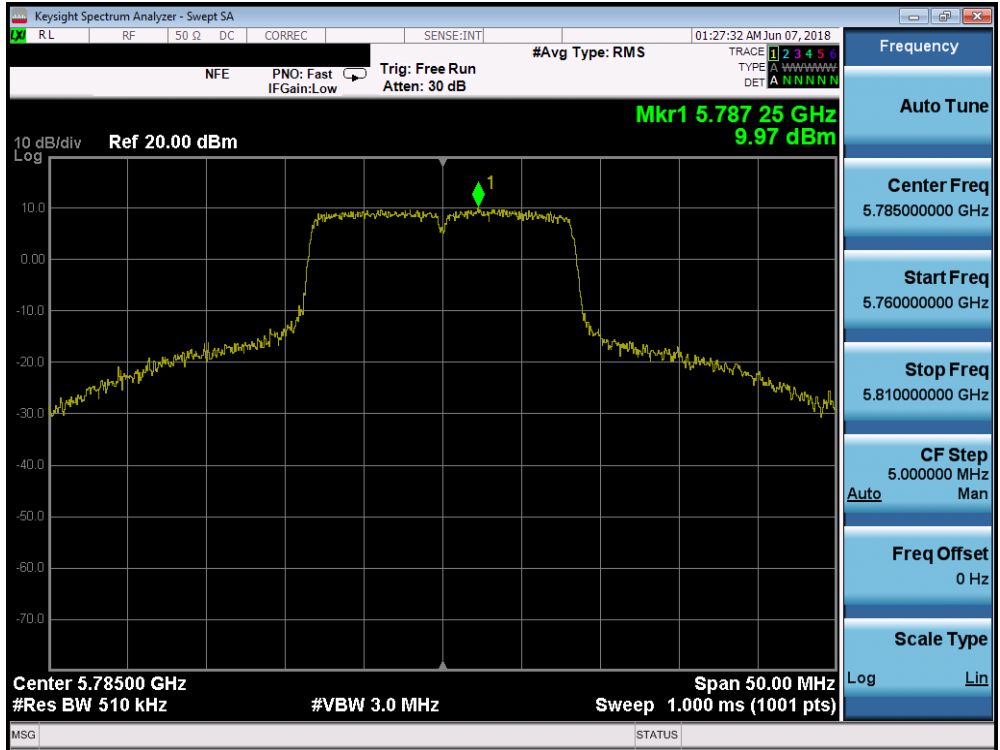 Keysight Spectrum Analyzer - Swept SA
LXI RL RF 50 Ω DC CORREC SENSE:INT 01:27:32 AM Jun 07, 2018
NFE PNO: Fast Trig: Free Run #Avg Type: RMS TRACE 1 2 3 4 5 6
IFGain:Low Atten: 30 dB TYPE A WWWWW
DET A N N N N N
Mkr1 5.787 25 GHz
9.97 dBm
10 dB/div Ref 20.00 dBm
Log
1
10.0
0.00
-10.0
-20.0
-30.0
-40.0
-50.0
-60.0
-70.0
Center 5.78500 GHz Span 50.00 MHz
#Res BW 510 kHz #VBW 3.0 MHz Sweep 1.000 ms (1001 pts)
MSG STATUS
Frequency
Auto Tune
Center Freq
5.785000000 GHz
Start Freq
5.760000000 GHz
Stop Freq
5.810000000 GHz
CF Step
5.000000 MHz
Auto Man
Freq Offset
0 Hz
Scale Type
Log Lin